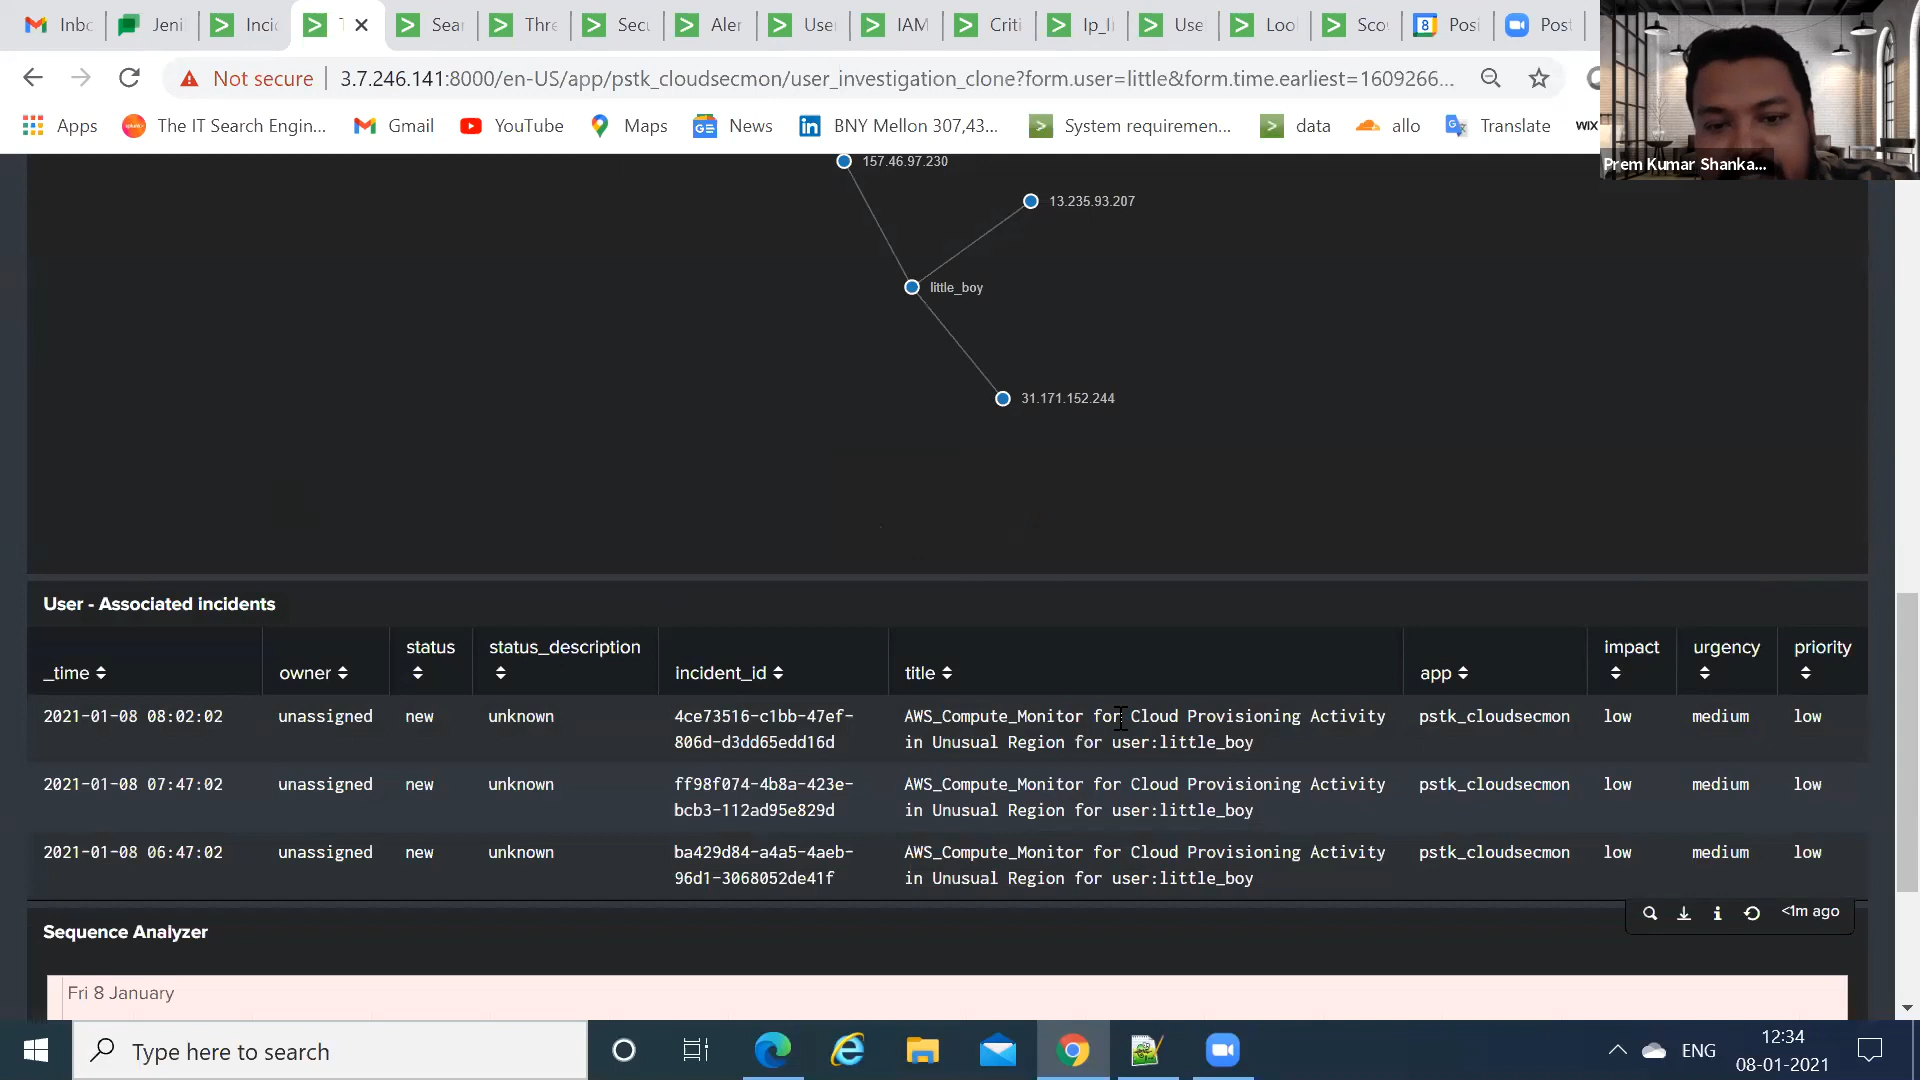 Inbc
Jeni
Incic
T
Sear
Thre
Secu
Aler
User
IAM
Criti
Ip_Ir
Use
Lool
Scov
8
Posi
Post
Not secure
3.7.246.141:8000/en-US/app/pstk_cloudsecmon/user_investigation_clone?form.user=little&form.time.earliest=1609266...
Apps
The IT Search Engin...
Gmail
YouTube
Maps
News
BNY Mellon 307,43...
System requiremen...
data
allo
Translate
WIX
Prem Kumar Shanka...
157.46.97.230
13.235.93.207
little_boy
31.171.152.244
User - Associated incidents
_time owner status status_description incident_id title app impact urgency priority
2021-01-08 08:02:02 unassigned new unknown 4ce73516-c1bb-47ef- AWS_Compute_Monitor for Cloud Provisioning Activity pstk_cloudsecmon low medium low
806d-d3dd65edd16d in Unusual Region for user:little_boy
2021-01-08 07:47:02 unassigned new unknown ff98f074-4b8a-423e- AWS_Compute_Monitor for Cloud Provisioning Activity pstk_cloudsecmon low medium low
bcb3-112ad95e829d in Unusual Region for user:little_boy
2021-01-08 06:47:02 unassigned new unknown ba429d84-a4a5-4aeb- AWS_Compute_Monitor for Cloud Provisioning Activity pstk_cloudsecmon low medium low
96d1-3068052de41f in Unusual Region for user:little_boy
<1m ago
Sequence Analyzer
Fri 8 January
Type here to search
ENG
12:34
08-01-2021